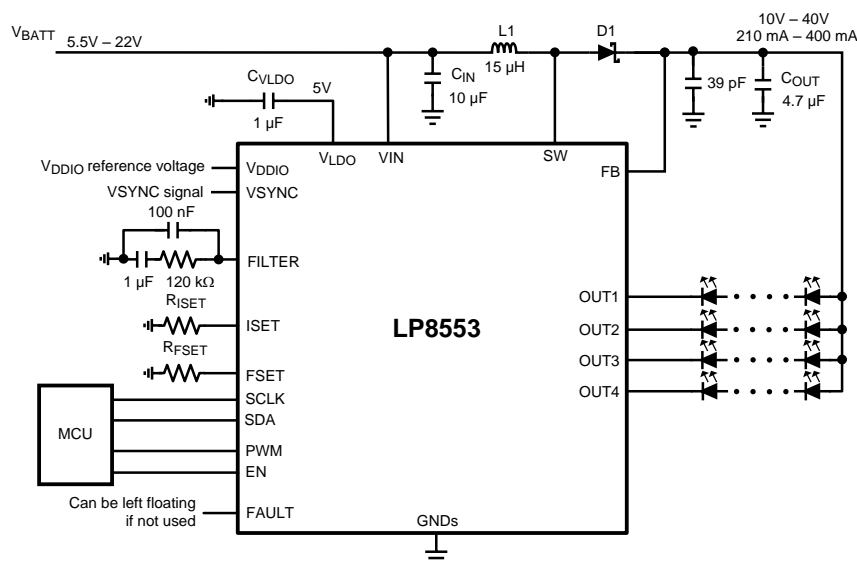 VBATT
5.5V – 22V
L1
15 µH
D1
10V – 40V
210 mA – 400 mA
CIN
10 µF
39 pF
COUT
4.7 µF
CVLDO
5V
1 µF
VLDO
VIN
SW
FB
VDDIO reference voltage
VDDIO
VSYNC signal
VSYNC
100 nF
1 µF
120 kΩ
FILTER
RISET
ISET
RFSET
FSET
LP8553
OUT1
OUT2
OUT3
OUT4
MCU
SCLK
SDA
PWM
EN
Can be left floating
if not used
FAULT
GNDs